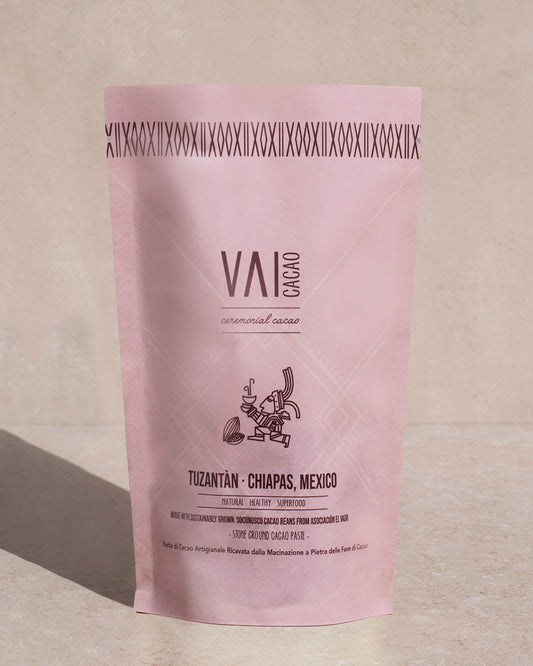 VAI CACAO
ceremonial cacao
TUZANTÀN · CHIAPAS, MEXICO
NATURAL HEALTHY SUPERFOOD
MADE WITH SUSTAINABLY GROWN SOCONUSCO CACAO BEANS FROM ASOCIACIÓN EL VADO
- STONE GROUND CACAO PASTE -
Pasta di Cacao Artigianale Ricavata dalla Macinazione a Pietra delle Fave di Cacao